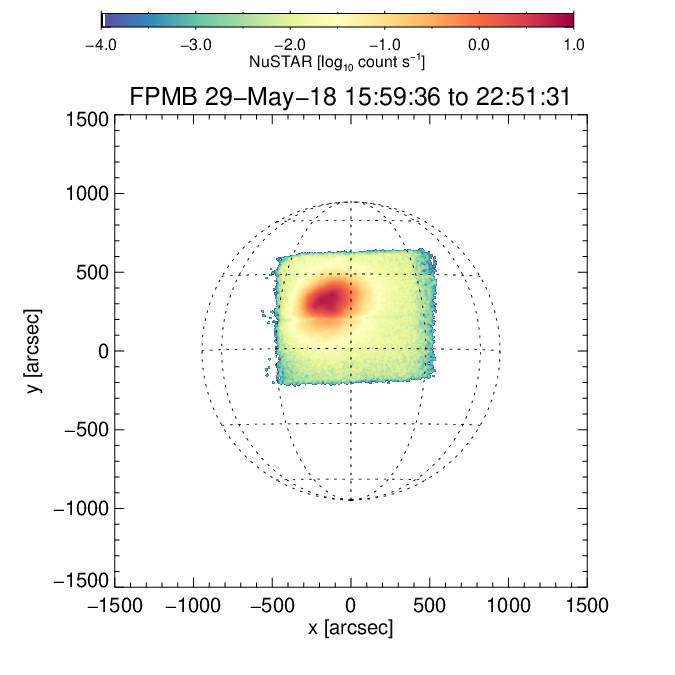 −4.0 −3.0 −2.0 −1.0 0.0 1.0
NuSTAR [log₁₀ count s⁻¹]
FPMB 29−May−18 15:59:36 to 22:51:31
1500
1000
500
0
−500
−1000
−1500
y [arcsec]
−1500 −1000 −500 0 500 1000 1500
x [arcsec]